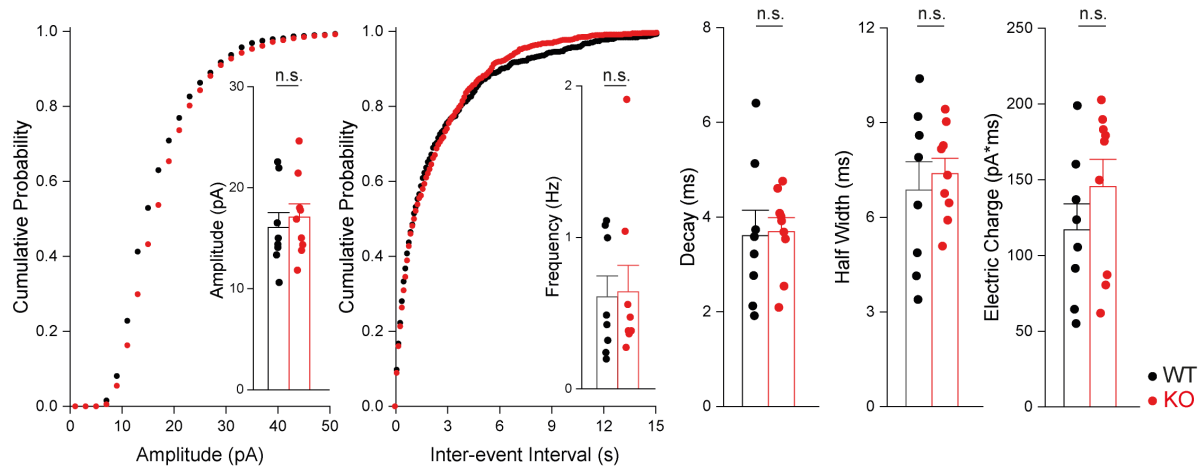 Cumulative Probability
1.0
0.8
0.6
0.4
0.2
0.0
0
10
20
30
40
50
Amplitude (pA)
n.s.
30
20
10
0
Amplitude (pA)
Cumulative Probability
1.0
0.8
0.6
0.4
0.2
0.0
0
3
6
9
12
15
Inter-event Interval (s)
n.s.
2
1
0
Frequency (Hz)
n.s.
Decay (ms)
8
6
4
2
0
n.s.
Half Width (ms)
12
9
6
3
0
n.s.
Electric Charge (pA*ms)
250
200
150
100
50
0
WT
KO